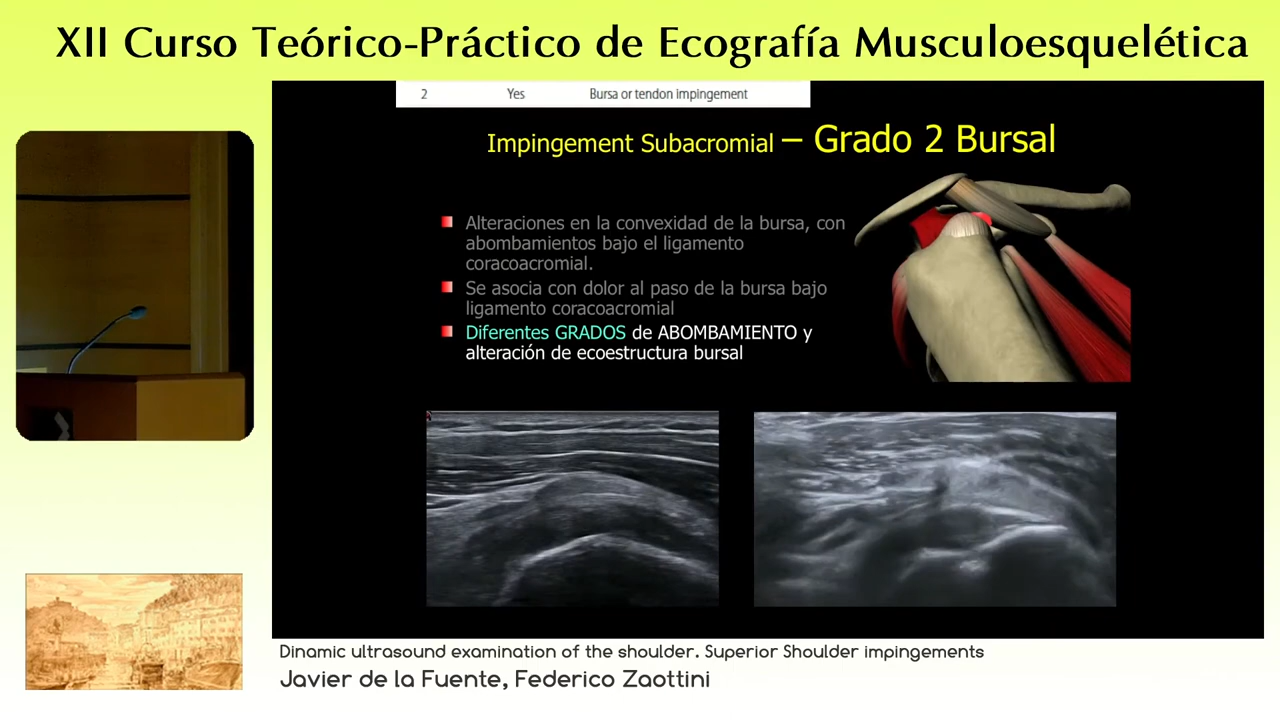 XII Curso Teórico-Práctico de Ecografía Musculoesquelética
2 Yes Bursa or tendon impingement
Impingement Subacromial – Grado 2 Bursal
Alteraciones en la convexidad de la bursa, con
abombamientos bajo el ligamento
coracoacromial.
Se asocia con dolor al paso de la bursa bajo
ligamento coracoacromial
Diferentes GRADOS de ABOMBAMIENTO y
alteración de ecoestructura bursal
Dinamic ultrasound examination of the shoulder. Superior Shoulder impingements
Javier de la Fuente, Federico Zaottini